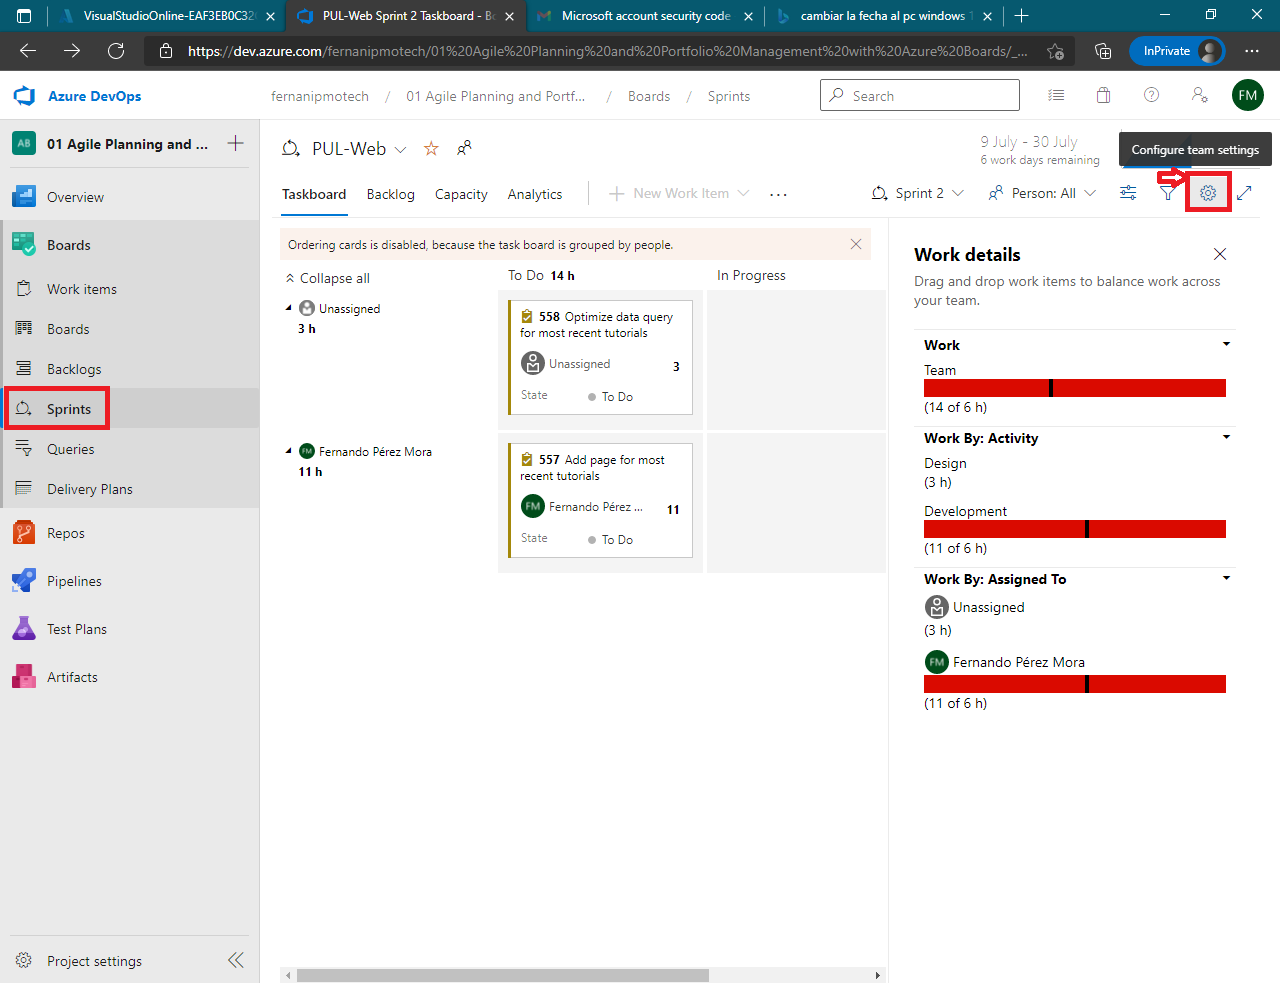 VisualStudioOnline-EAF3EB0C32
PUL-Web Sprint 2 Taskboard - Bo
Microsoft account security code
cambiar la fecha al pc windows 1
https://dev.azure.com/fernanipmotech/01%20Agile%20Planning%20and%20Portfolio%20Management%20with%20Azure%20Boards/_...
InPrivate
Azure DevOps
fernanipmotech / 01 Agile Planning and Portf... / Boards / Sprints
Search
FM
AB
01 Agile Planning and ...
Overview
Boards
Work items
Boards
Backlogs
Sprints
Queries
Delivery Plans
Repos
Pipelines
Test Plans
Artifacts
Project settings
PUL-Web
9 July - 30 July
6 work days remaining
Configure team settings
Taskboard
Backlog
Capacity
Analytics
New Work Item
Sprint 2
Person: All
Ordering cards is disabled, because the task board is grouped by people.
Collapse all
To Do 14 h
In Progress
Unassigned
3 h
558 Optimize data query
for most recent tutorials
Unassigned
3
State
To Do
FM
Fernando Pérez Mora
11 h
557 Add page for most
recent tutorials
FM
Fernando Pérez ...
11
State
To Do
Work details
Drag and drop work items to balance work across
your team.
Work
Team
(14 of 6 h)
Work By: Activity
Design
(3 h)
Development
(11 of 6 h)
Work By: Assigned To
Unassigned
(3 h)
FM
Fernando Pérez Mora
(11 of 6 h)